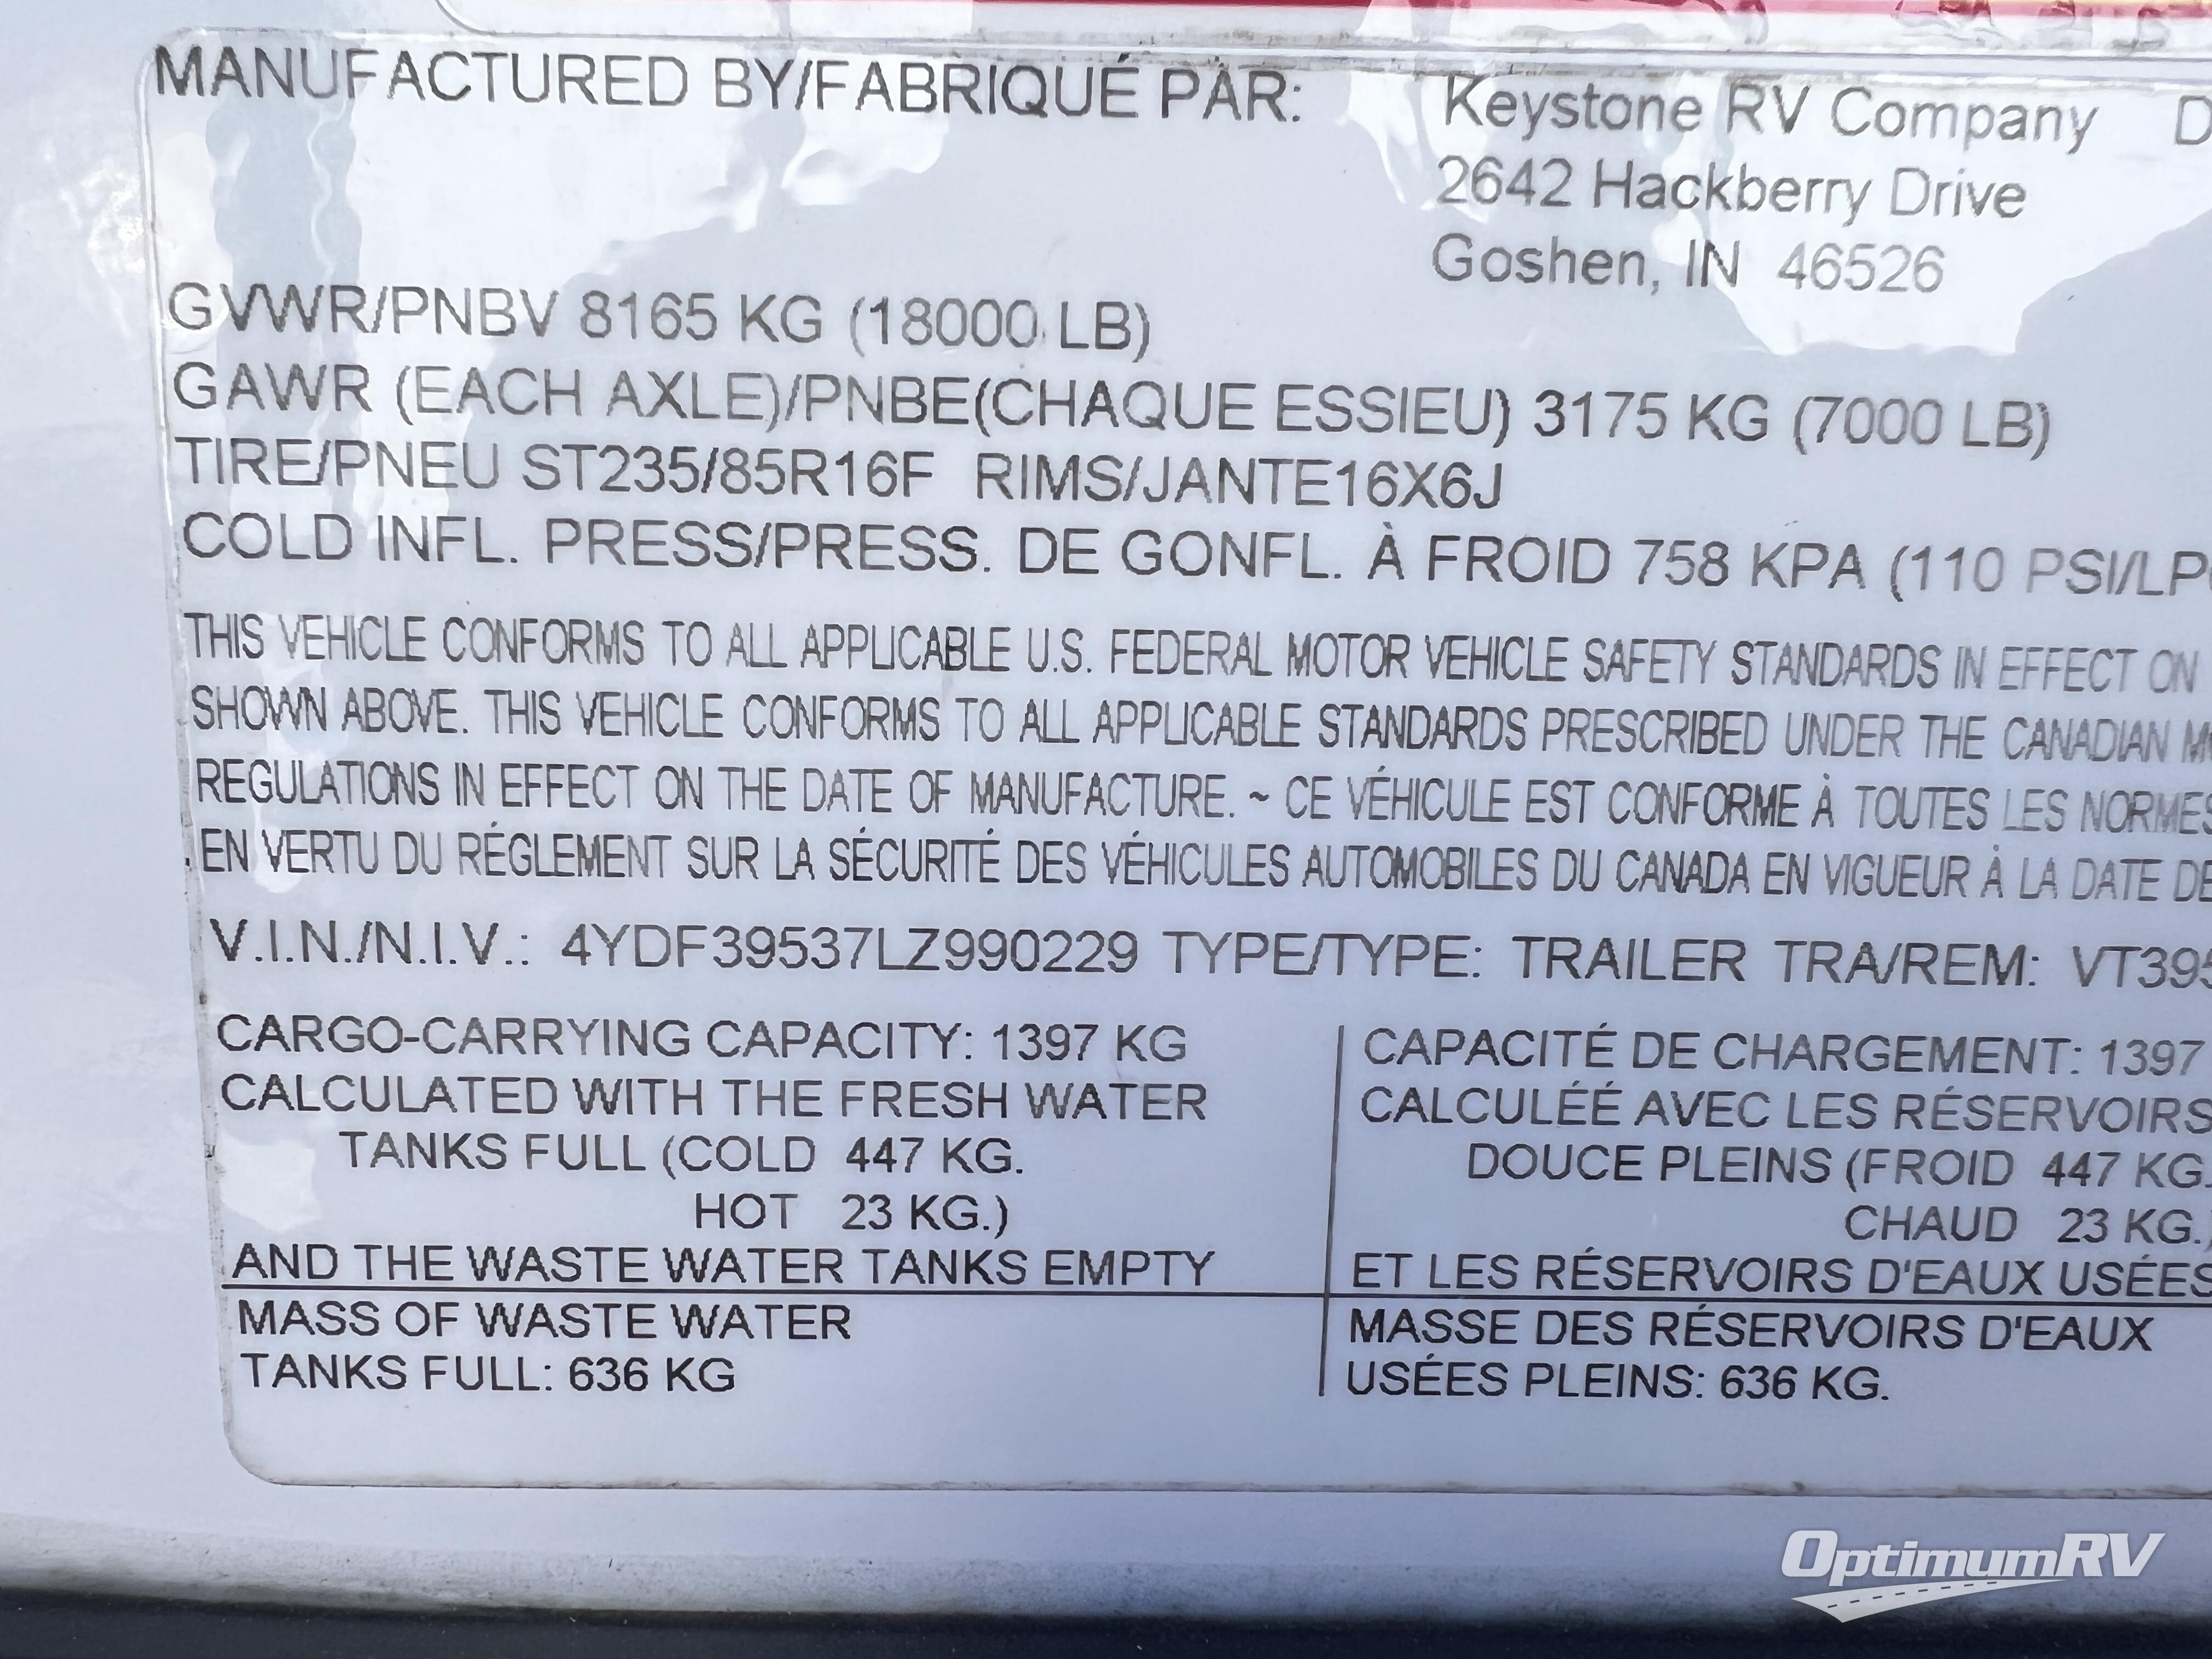 MANUFACTURED BY/FABRIQUÉ PAR: Keystone RV Company D
2642 Hackberry Drive
Goshen, IN 46526
GVWR/PNBV 8165 KG (18000 LB)
GAWR (EACH AXLE)/PNBE(CHAQUE ESSIEU) 3175 KG (7000 LB)
TIRE/PNEU ST235/85R16F RIMS/JANTE16X6J
COLD INFL. PRESS/PRESS. DE GONFL. À FROID 758 KPA (110 PSI/LP
THIS VEHICLE CONFORMS TO ALL APPLICABLE U.S. FEDERAL MOTOR VEHICLE SAFETY STANDARDS IN EFFECT ON
SHOWN ABOVE. THIS VEHICLE CONFORMS TO ALL APPLICABLE STANDARDS PRESCRIBED UNDER THE CANADIAN M
REGULATIONS IN EFFECT ON THE DATE OF MANUFACTURE. ~ CE VÉHICULE EST CONFORME À TOUTES LES NORMES
EN VERTU DU RÉGLEMENT SUR LA SÉCURITÉ DES VÉHICULES AUTOMOBILES DU CANADA EN VIGUEUR À LA DATE DE
V.I.N./N.I.V.: 4YDF39537LZ990229 TYPE/TYPE: TRAILER TRA/REM: VT395
CARGO-CARRYING CAPACITY: 1397 KG
CALCULATED WITH THE FRESH WATER
TANKS FULL (COLD 447 KG.
HOT 23 KG.)
AND THE WASTE WATER TANKS EMPTY
MASS OF WASTE WATER
TANKS FULL: 636 KG
CAPACITÉ DE CHARGEMENT: 1397
CALCULÉÉ AVEC LES RÉSERVOIRS
DOUCE PLEINS (FROID 447 KG.
CHAUD 23 KG.)
ET LES RÉSERVOIRS D'EAUX USÉES
MASSE DES RÉSERVOIRS D'EAUX
USÉES PLEINS: 636 KG.
OptimumRV